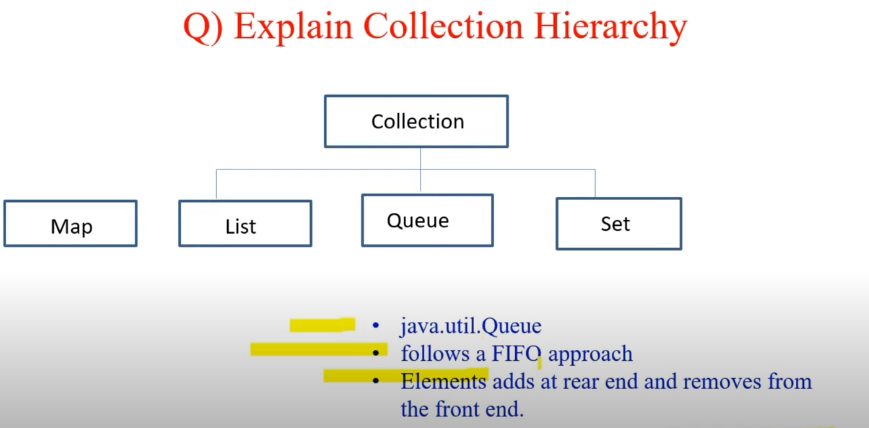 Q) Explain Collection Hierarchy
Collection
Map
List
Queue
Set
• java.util.Queue
• follows a FIFO approach
• Elements adds at rear end and removes from
the front end.